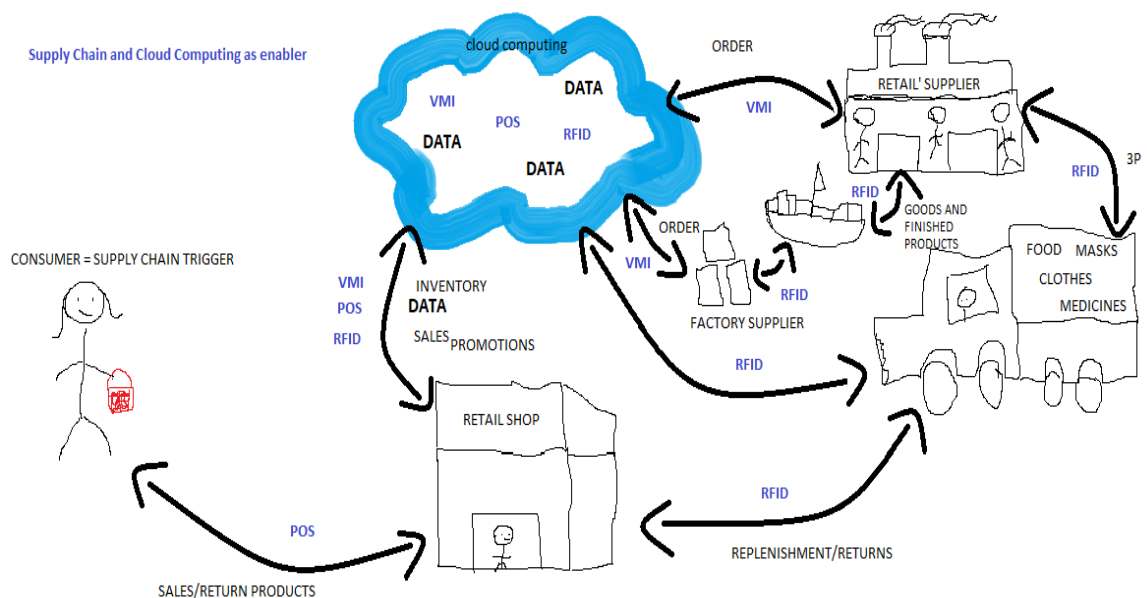 Supply Chain and Cloud Computing as enabler
cloud computing
VMI
DATA
POS
RFID
DATA
DATA
ORDER
VMI
RETAIL' SUPPLIER
RFID
3P
RFID
GOODS AND
FINISHED
PRODUCTS
ORDER
VMI
RFID
FACTORY SUPPLIER
FOOD MASKS
CLOTHES
MEDICINES
CONSUMER = SUPPLY CHAIN TRIGGER
VMI
POS
RFID
INVENTORY
DATA
SALES PROMOTIONS
RFID
RETAIL SHOP
RFID
REPLENISHMENT/RETURNS
POS
SALES/RETURN PRODUCTS